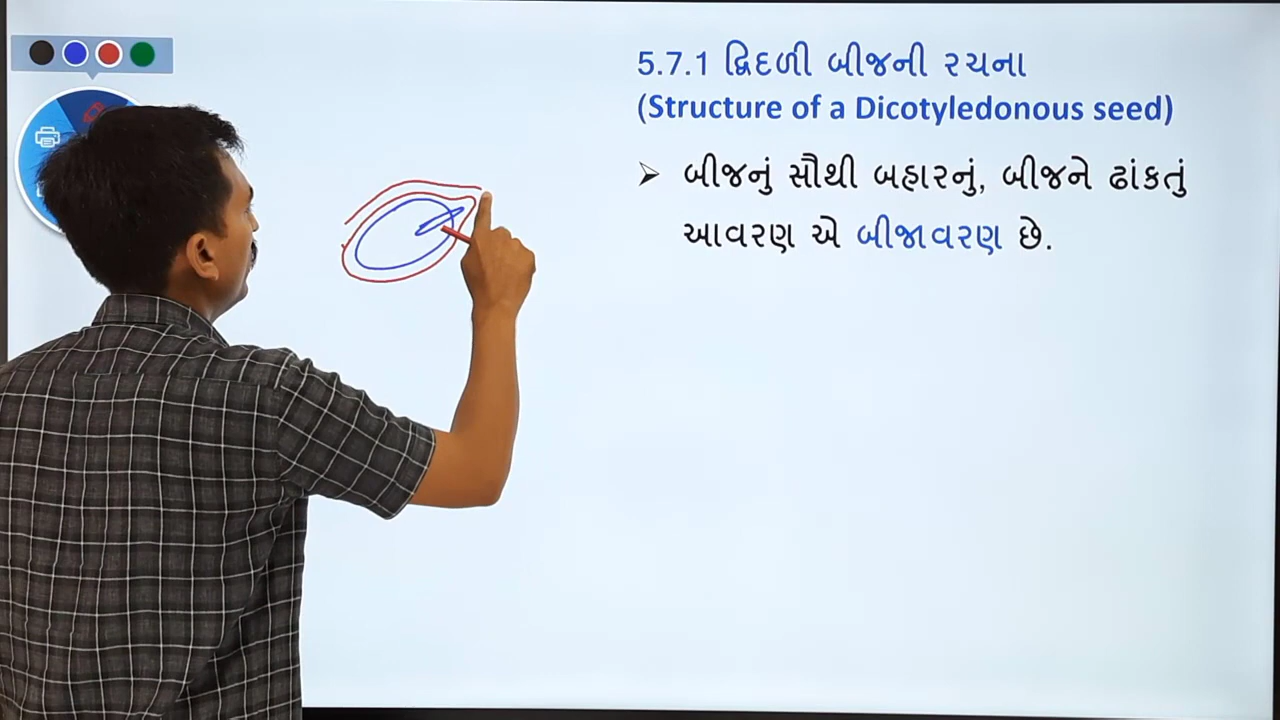 5.7.1 દ્વિદળી બીજની રચના
(Structure of a Dicotyledonous seed)
બીજનું સૌથી બહારનું, બીજને ઢાંકતું
આવરણ એ બીજાવરણ છે.